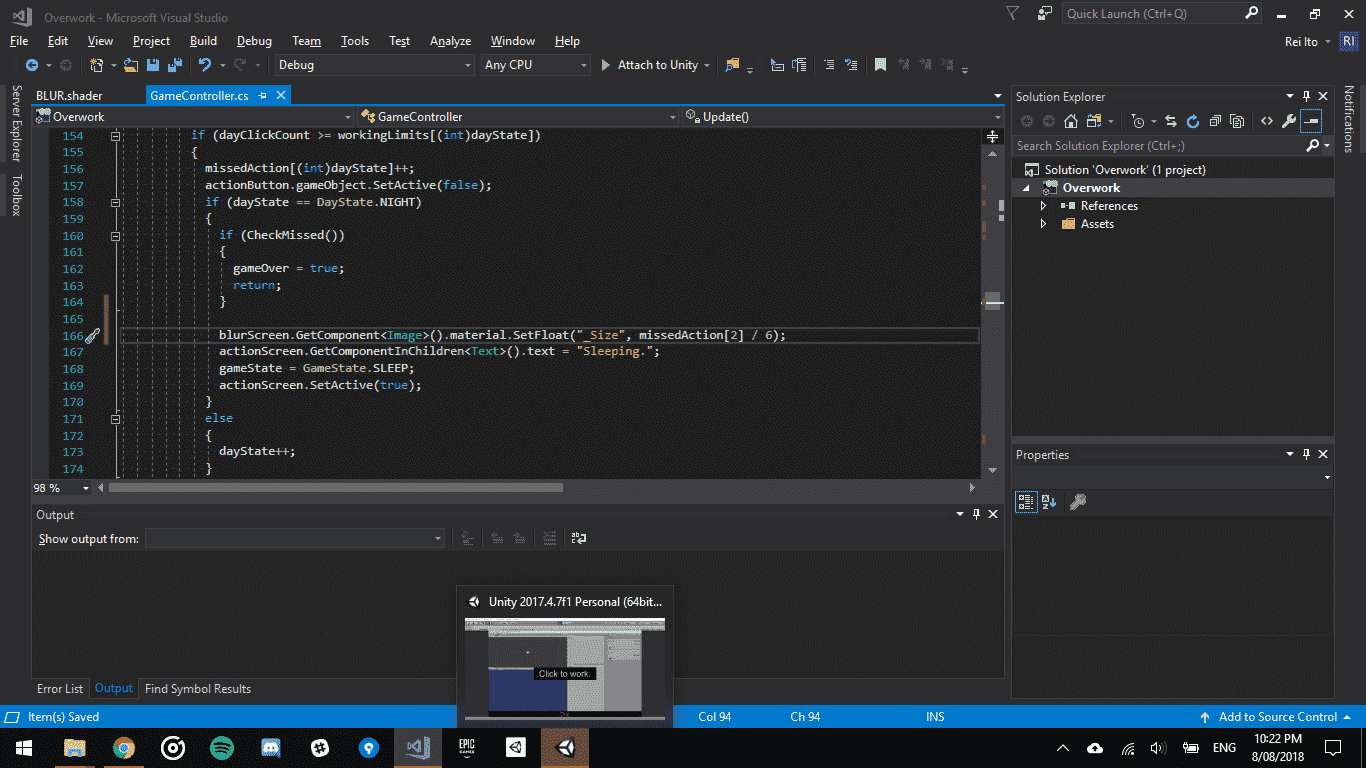 Overwork - Microsoft Visual Studio
Quick Launch (Ctrl+Q)
File Edit View Project Build Debug Team Tools Test Analyze Window Help
Rei Ito RI
Debug Any CPU Attach to Unity
Server Explorer
Toolbox
BLUR.shader GameController.cs
Overwork GameController Update()
154 if (dayClickCount >= workingLimits[(int)dayState])
155 {
156 missedAction[(int)dayState]++;
157 actionButton.gameObject.SetActive(false);
158 if (dayState == DayState.NIGHT)
159 {
160 if (CheckMissed())
161 {
162 gameOver = true;
163 return;
164 }
165
166 blurScreen.GetComponent<Image>().material.SetFloat("_Size", missedAction[2] / 6);
167 actionScreen.GetComponentInChildren<Text>().text = "Sleeping.";
168 gameState = GameState.SLEEP;
169 actionScreen.SetActive(true);
170 }
171 else
172 {
173 dayState++;
174 }
98 %
Solution Explorer
Search Solution Explorer (Ctrl+;)
Solution 'Overwork' (1 project)
Overwork
References
Assets
Notifications
Properties
Output
Show output from:
Unity 2017.4.7f1 Personal (64bit...
Click to work.
Error List Output Find Symbol Results
Item(s) Saved Col 94 Ch 94 INS Add to Source Control
EPIC GAMES
ENG
10:22 PM
8/08/2018